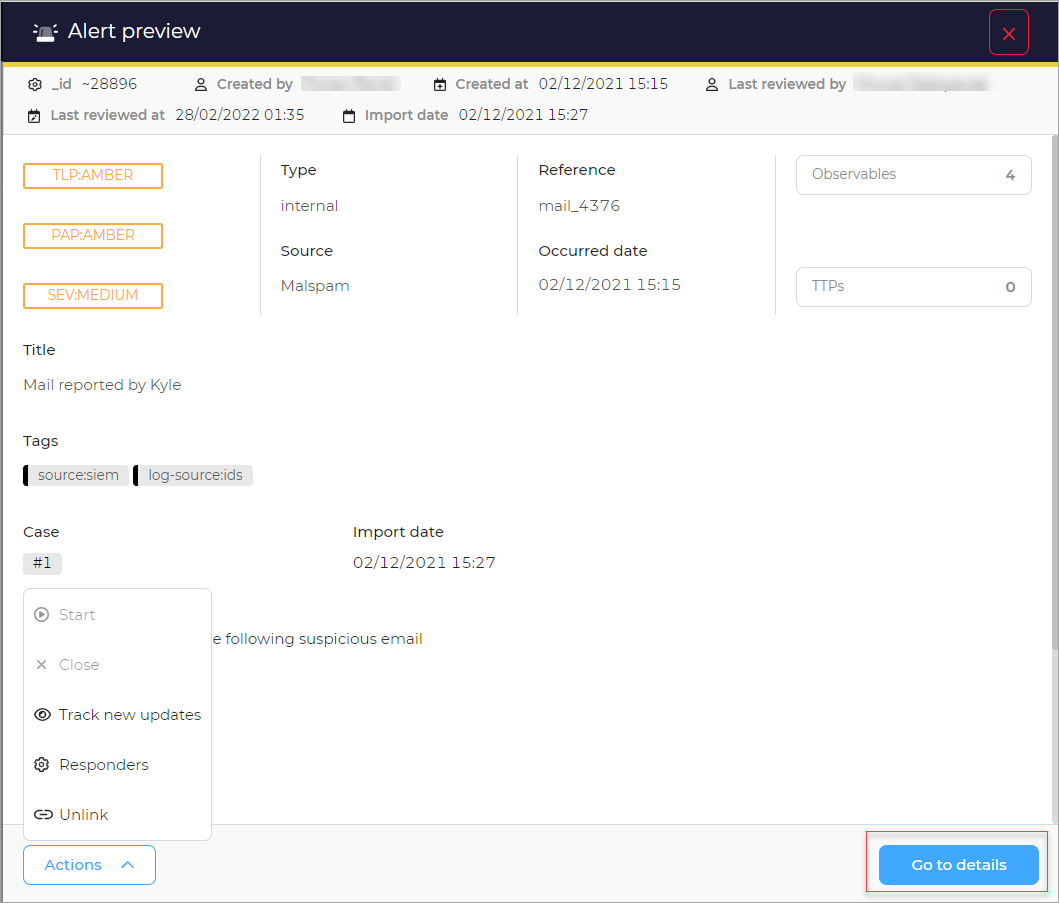 Alert preview
_id ~28896 Created by Created at 02/12/2021 15:15 Last reviewed by
Last reviewed at 28/02/2022 01:35 Import date 02/12/2021 15:27
TLP:AMBER
PAP:AMBER
SEV:MEDIUM
Type
internal
Source
Malspam
Reference
mail_4376
Occurred date
02/12/2021 15:15
Observables 4
TTPs 0
Title
Mail reported by Kyle
Tags
source:siem log-source:ids
Case Import date
#1 02/12/2021 15:27
e following suspicious email
Start
Close
Track new updates
Responders
Unlink
Actions Go to details